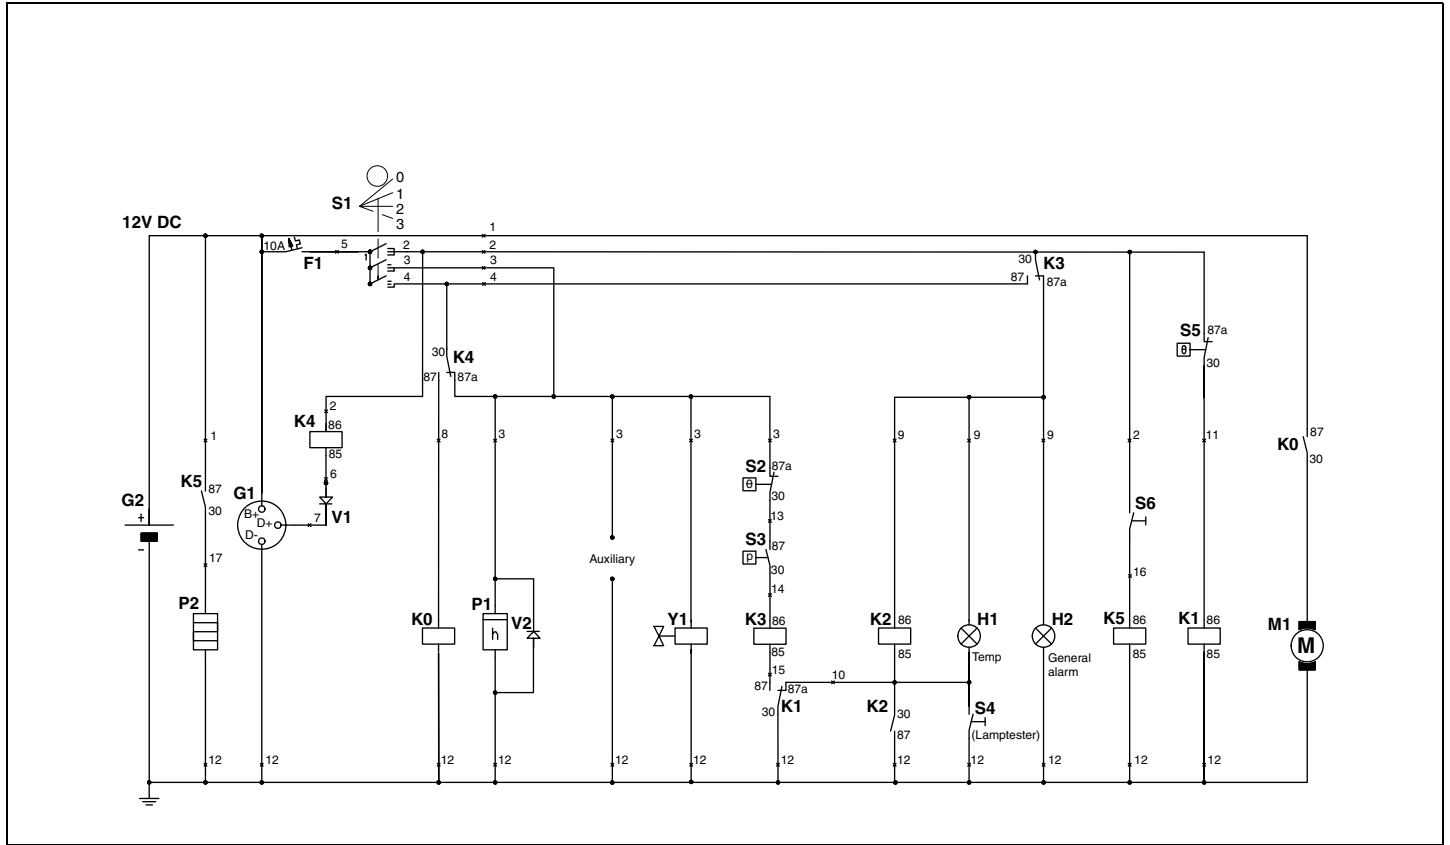 0
S1
1
2
3
12V DC
1
10A
5
2
2
F1
3
3
4
4
30
K3
87
87a
S5
87a
θ
30
30
K4
87
87a
2
K4
86
85
1
8
3
3
3
3
9
9
9
2
11
K0
87
30
6
S2
87a
θ
30
K5
87
30
G1
G2
+
-
B+
D+
D-
7
V1
13
S6
S3
87
p
30
Auxiliary
17
14
16
P2
K0
P1
h
V2
Y1
K3
86
85
K2
86
85
H1
Temp
H2
General
alarm
K5
86
85
K1
86
85
M1
M
15
87
87a
10
30
K1
K2
30
87
S4
(Lamptester)
12
12
12
12
12
12
12
12
12
12
12
12